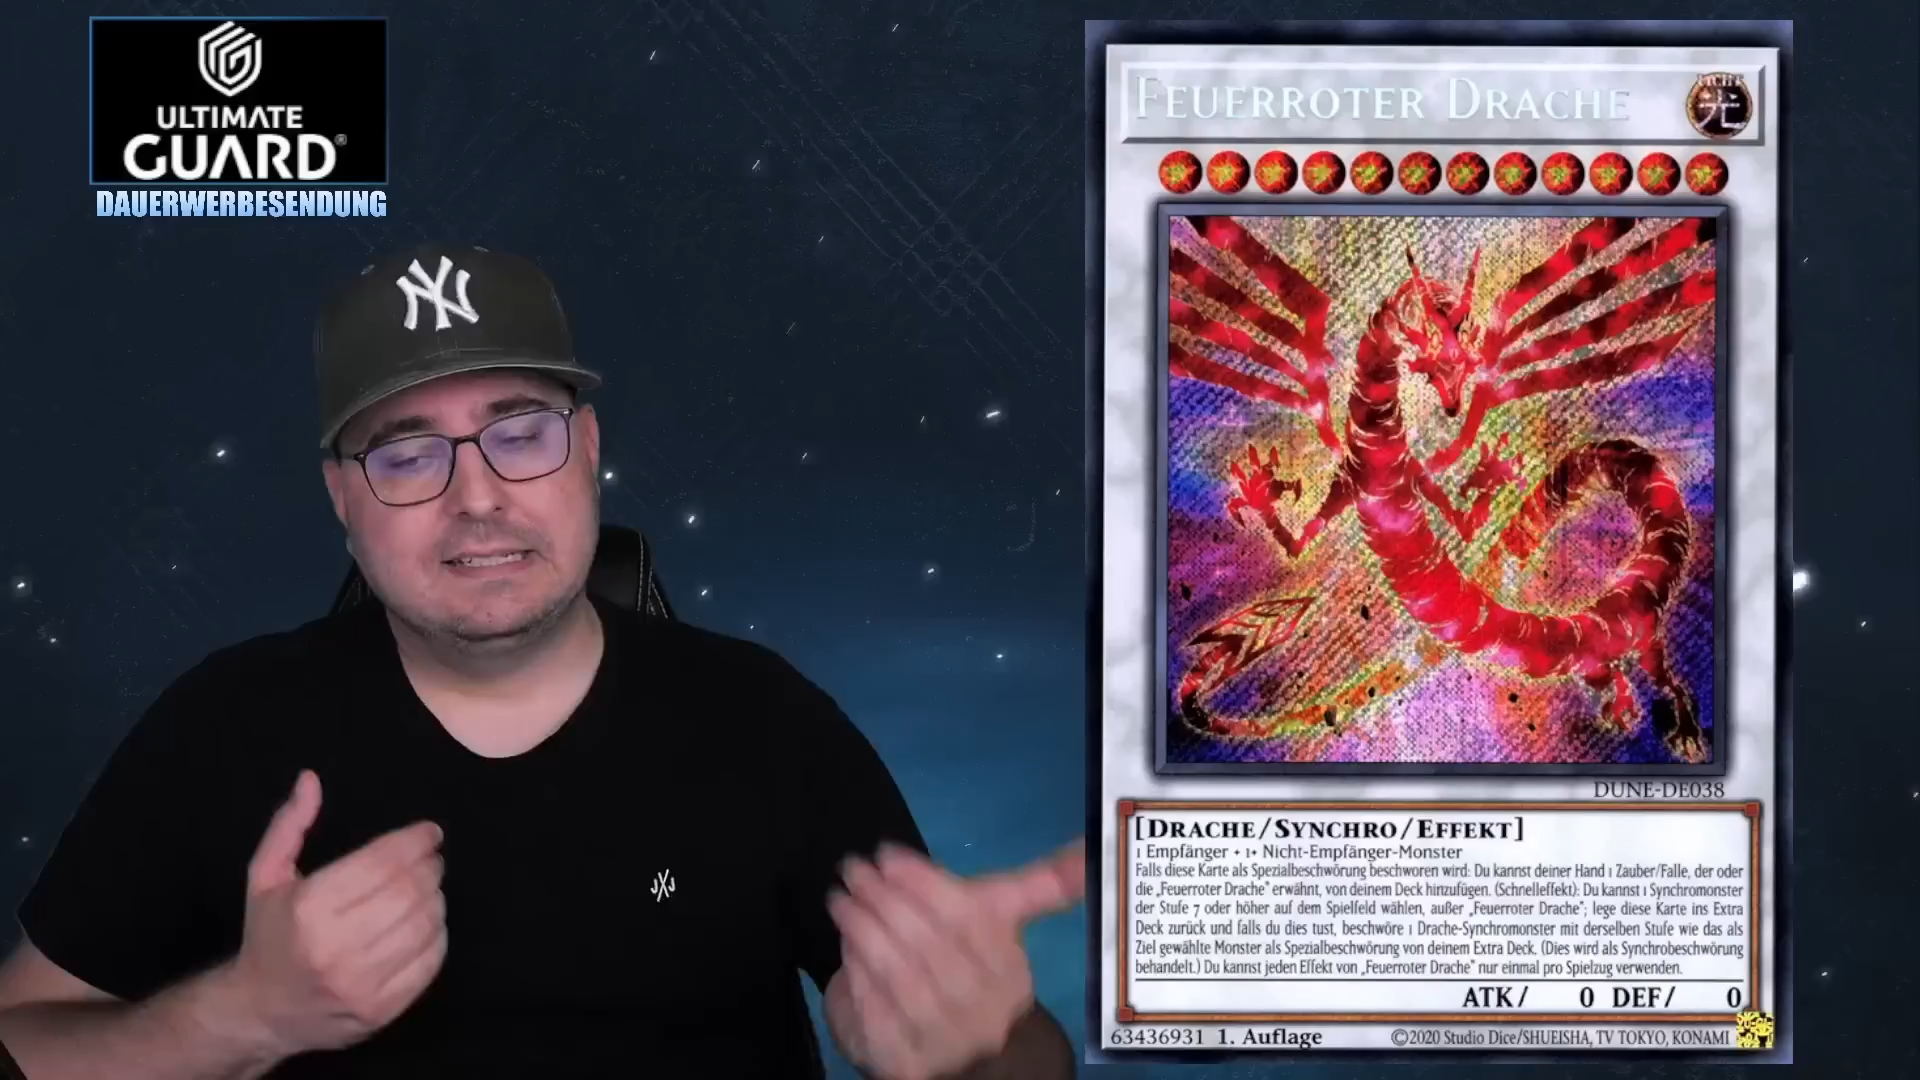 ULTIMATE
GUARD®
DAUERWERBESENDUNG
NY
JXJ
FEUERROTER DRACHE
LICHT
光
DUNE-DE038
[DRACHE/SYNCHRO/EFFEKT]
1 Empfänger + 1+ Nicht-Empfänger-Monster
Falls diese Karte als Spezialbeschwörung beschworen wird: Du kannst deiner Hand 1 Zauber/Falle, der oder
die „Feuerroter Drache" erwähnt, von deinem Deck hinzufügen. (Schnelleffekt): Du kannst 1 Synchromonster
der Stufe 7 oder höher auf dem Spielfeld wählen, außer „Feuerroter Drache"; lege diese Karte ins Extra
Deck zurück und falls du dies tust, beschwöre 1 Drache-Synchromonster mit derselben Stufe wie das als
Ziel gewählte Monster als Spezialbeschwörung von deinem Extra Deck. (Dies wird als Synchrobeschwörung
behandelt.) Du kannst jeden Effekt von „Feuerroter Drache" nur einmal pro Spielzug verwenden.
ATK/ 0 DEF/ 0
63436931 1. Auflage ©2020 Studio Dice/SHUEISHA, TV TOKYO, KONAMI